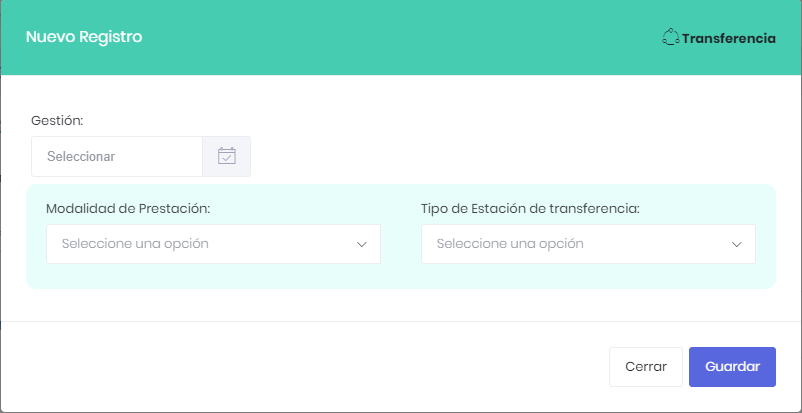 Nuevo Registro
Transferencia
Gestión:
Seleccionar
Modalidad de Prestación:
Tipo de Estación de transferencia:
Seleccione una opción
Seleccione una opción
Cerrar
Guardar